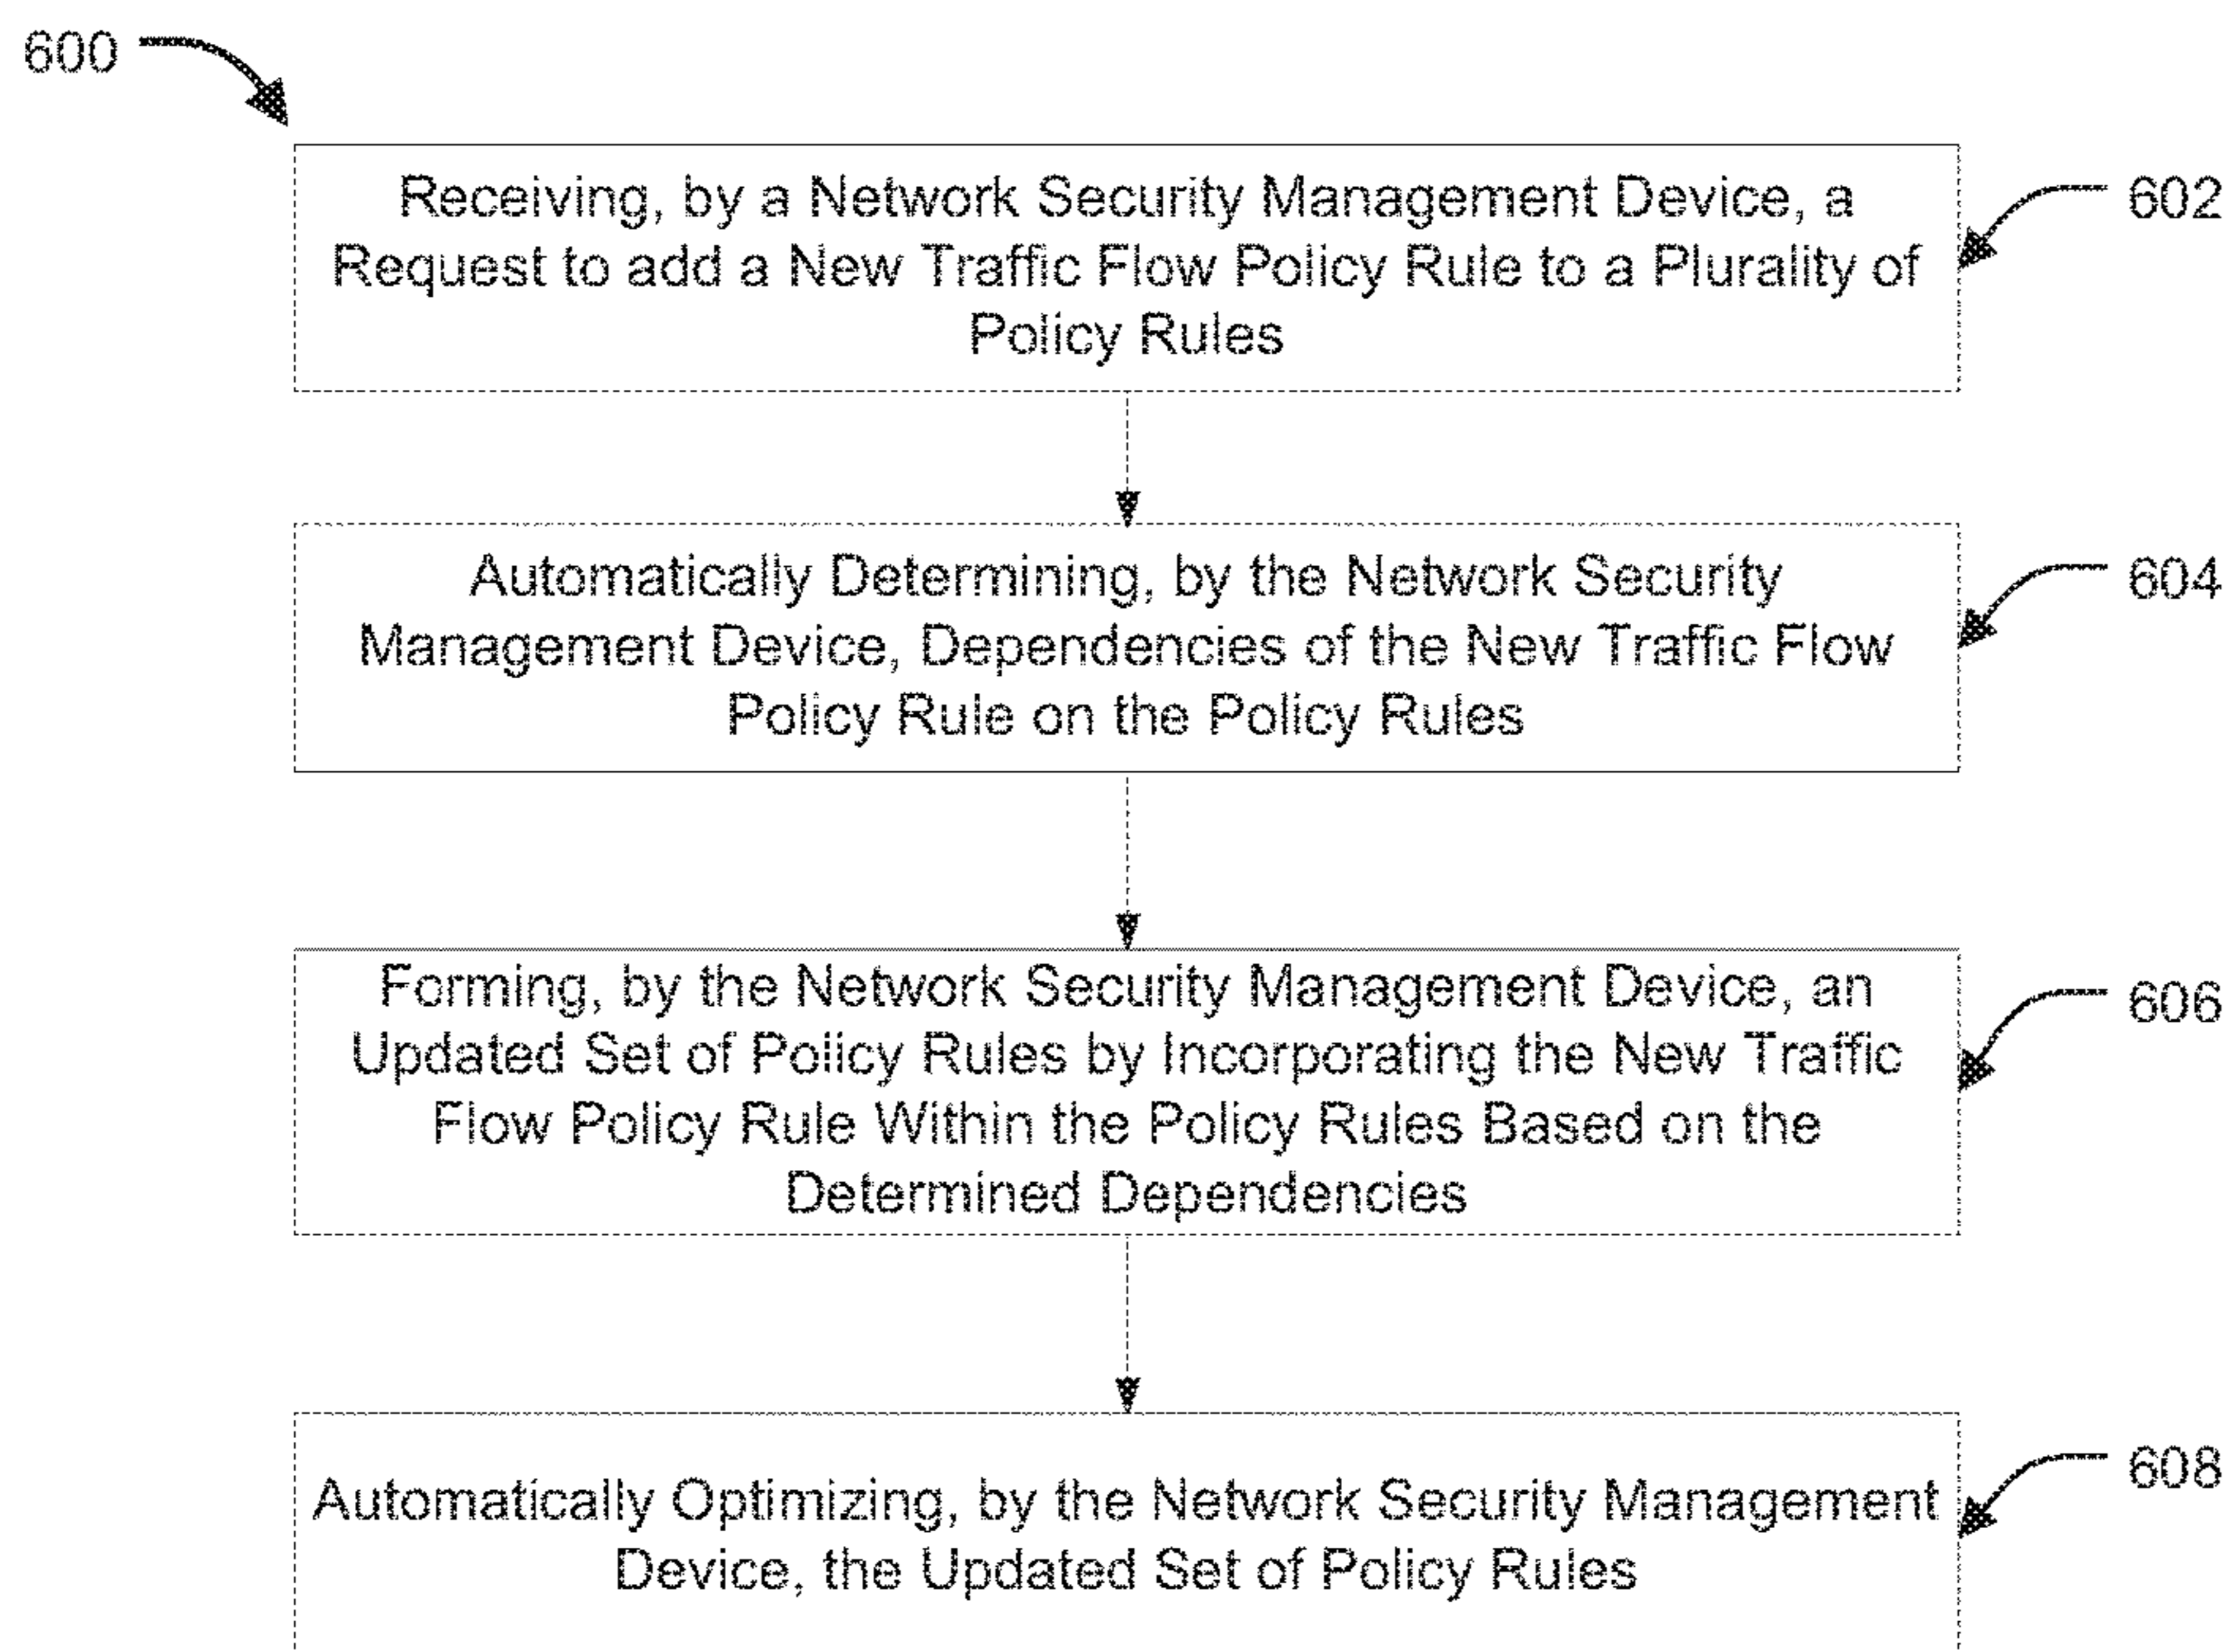 600
Receiving, by a Network Security Management Device, a
Request to add a New Traffic Flow Policy Rule to a Plurality of
Policy Rules
602
Automatically Determining, by the Network Security
Management Device, Dependencies of the New Traffic Flow
Policy Rule on the Policy Rules
604
Forming, by the Network Security Management Device, an
Updated Set of Policy Rules by Incorporating the New Traffic
Flow Policy Rule Within the Policy Rules Based on the
Determined Dependencies
606
Automatically Optimizing, by the Network Security Management
Device, the Updated Set of Policy Rules
608